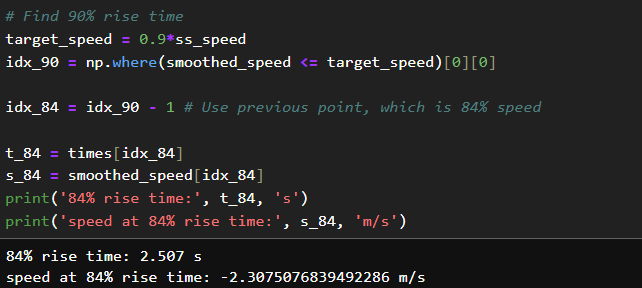 # Find 90% rise time
target_speed = 0.9*ss_speed
idx_90 = np.where(smoothed_speed <= target_speed)[0][0]

idx_84 = idx_90 - 1 # Use previous point, which is 84% speed

t_84 = times[idx_84]
s_84 = smoothed_speed[idx_84]
print('84% rise time:', t_84, 's')
print('speed at 84% rise time:', s_84, 'm/s')
84% rise time: 2.507 s
speed at 84% rise time: -2.3075076839492286 m/s